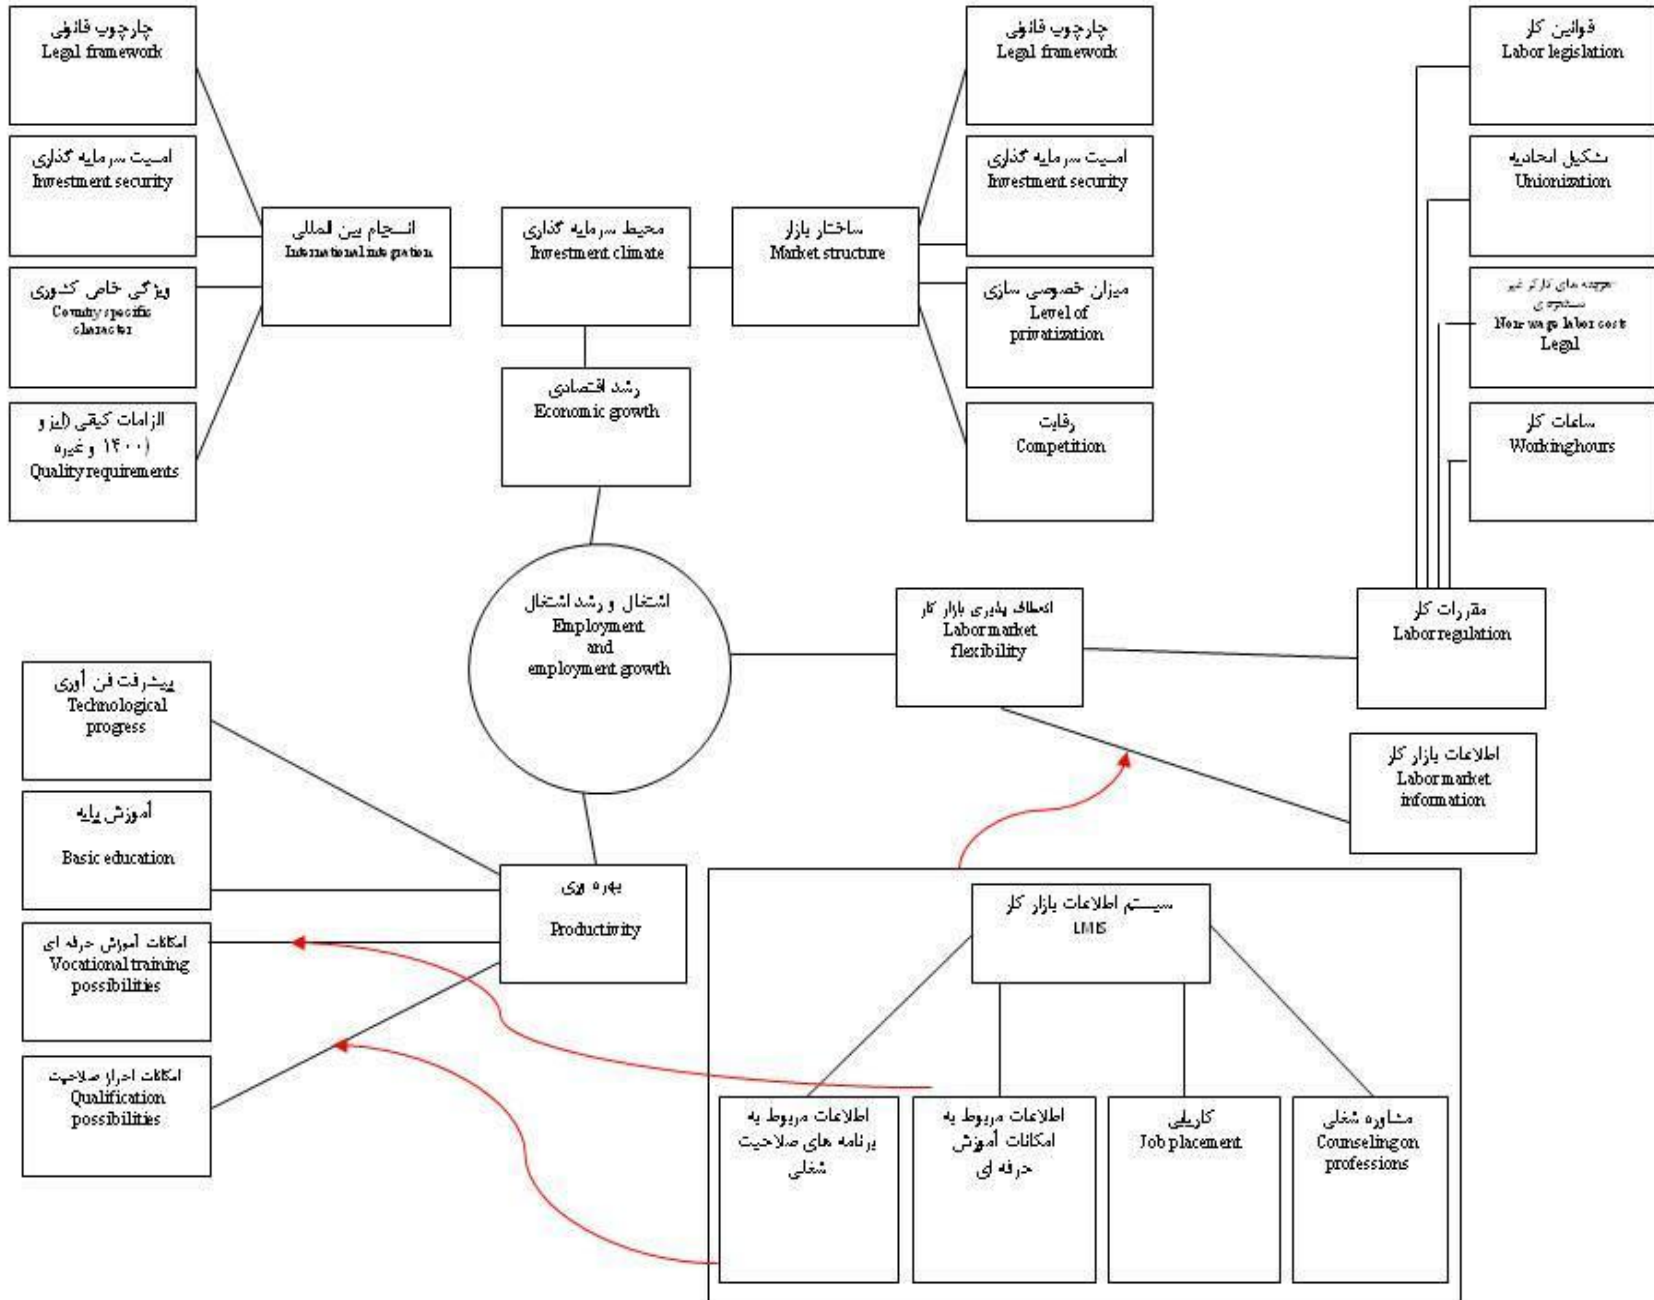 چارچوب قانونی
Legal framework
امنیت سرمایه گذاری
Investment security
ویژگی خاص کشوری
Country specific
character
الزامات کیفی (ایزو
۱۴۰۰ و غیره)
Quality requirements
انسجام بین المللی
International integration
محیط سرمایه گذاری
Investment climate
رشد اقتصادی
Economic growth
ساختار بازار
Market structure
چارچوب قانونی
Legal framework
امنیت سرمایه گذاری
Investment security
میزان خصوصی سازی
Level of
privatization
رقابت
Competition
قوانین کار
Labor legislation
تشکیل اتحادیه
Unionization
هزینه های کارگر غیر
Non-wage labor costs
Legal
ساعات کار
Working hours
اشتغال و رشد اشتغال
Employment
and
employment growth
انعطاف پذیری بازار کار
Labor market
flexibility
مقررات کار
Labor regulation
اطلاعات بازار کار
Labor market
information
پیشرفت فن آوری
Technological
progress
آموزش پایه
Basic education
امکانات آموزش حرفه ای
Vocational training
possibilities
امکانات احراز صلاحیت
Qualification
possibilities
بهره وری
Productivity
سیستم اطلاعات بازار کار
LMIS
اطلاعات مربوط به
برنامه های صلاحیت
شغلی
اطلاعات مربوط به
امکانات آموزش
حرفه ای
کاریابی
Job placement
مشاوره شغلی
Counseling on
professions